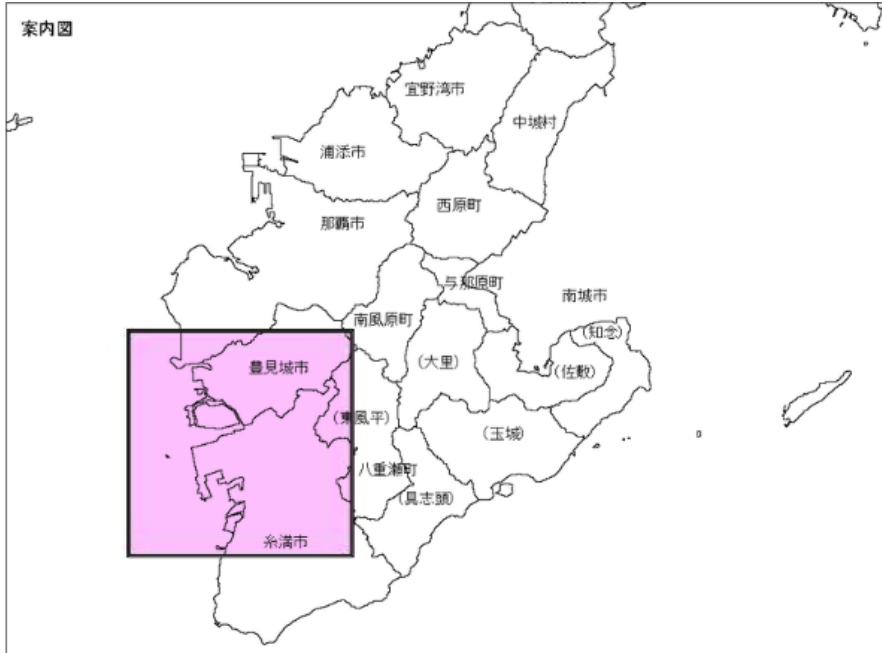 案内図
宜野湾市
中城村
浦添市
西原町
那覇市
与那原町
南城市
南風原町
(知念)
豊見城市
(大里)
(佐敷)
(東風平)
(玉城)
八重瀬町
(具志頭)
糸満市